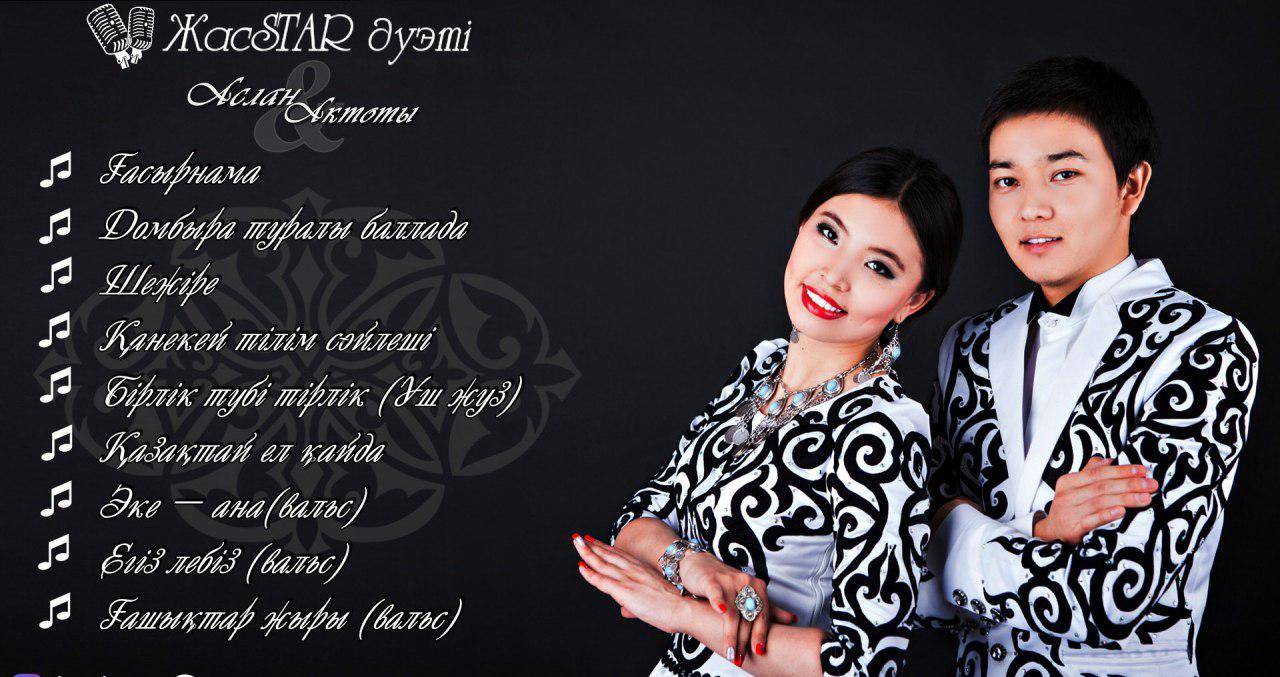 ЖасSTAR дуэті
Аслан
&
Актоты
Ғасырнама
Домбыра туралы баллада
Шежіре
Қанекей тілім сөйлеші
Бірлік түбі тірлік (Үш жүз)
Қазақтай ел қайда
Әке — ана(вальс)
Егіз лебіз (вальс)
Ғашықтар жыры (вальс)